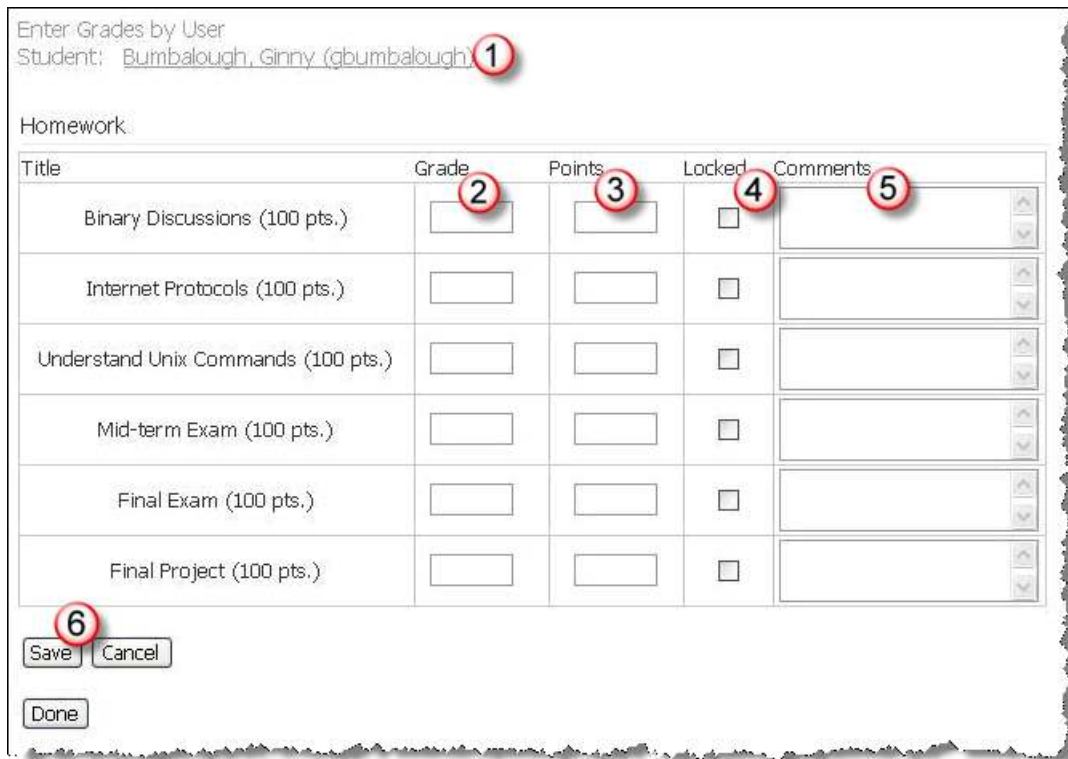 Enter Grades by User
Student: Bumbalough, Ginny (gbumbalough) 1
Homework
Title Grade Points Locked Comments
2 3 4 5
Binary Discussions (100 pts.)
Internet Protocols (100 pts.)
Understand Unix Commands (100 pts.)
Mid-term Exam (100 pts.)
Final Exam (100 pts.)
Final Project (100 pts.)
6
Save Cancel
Done